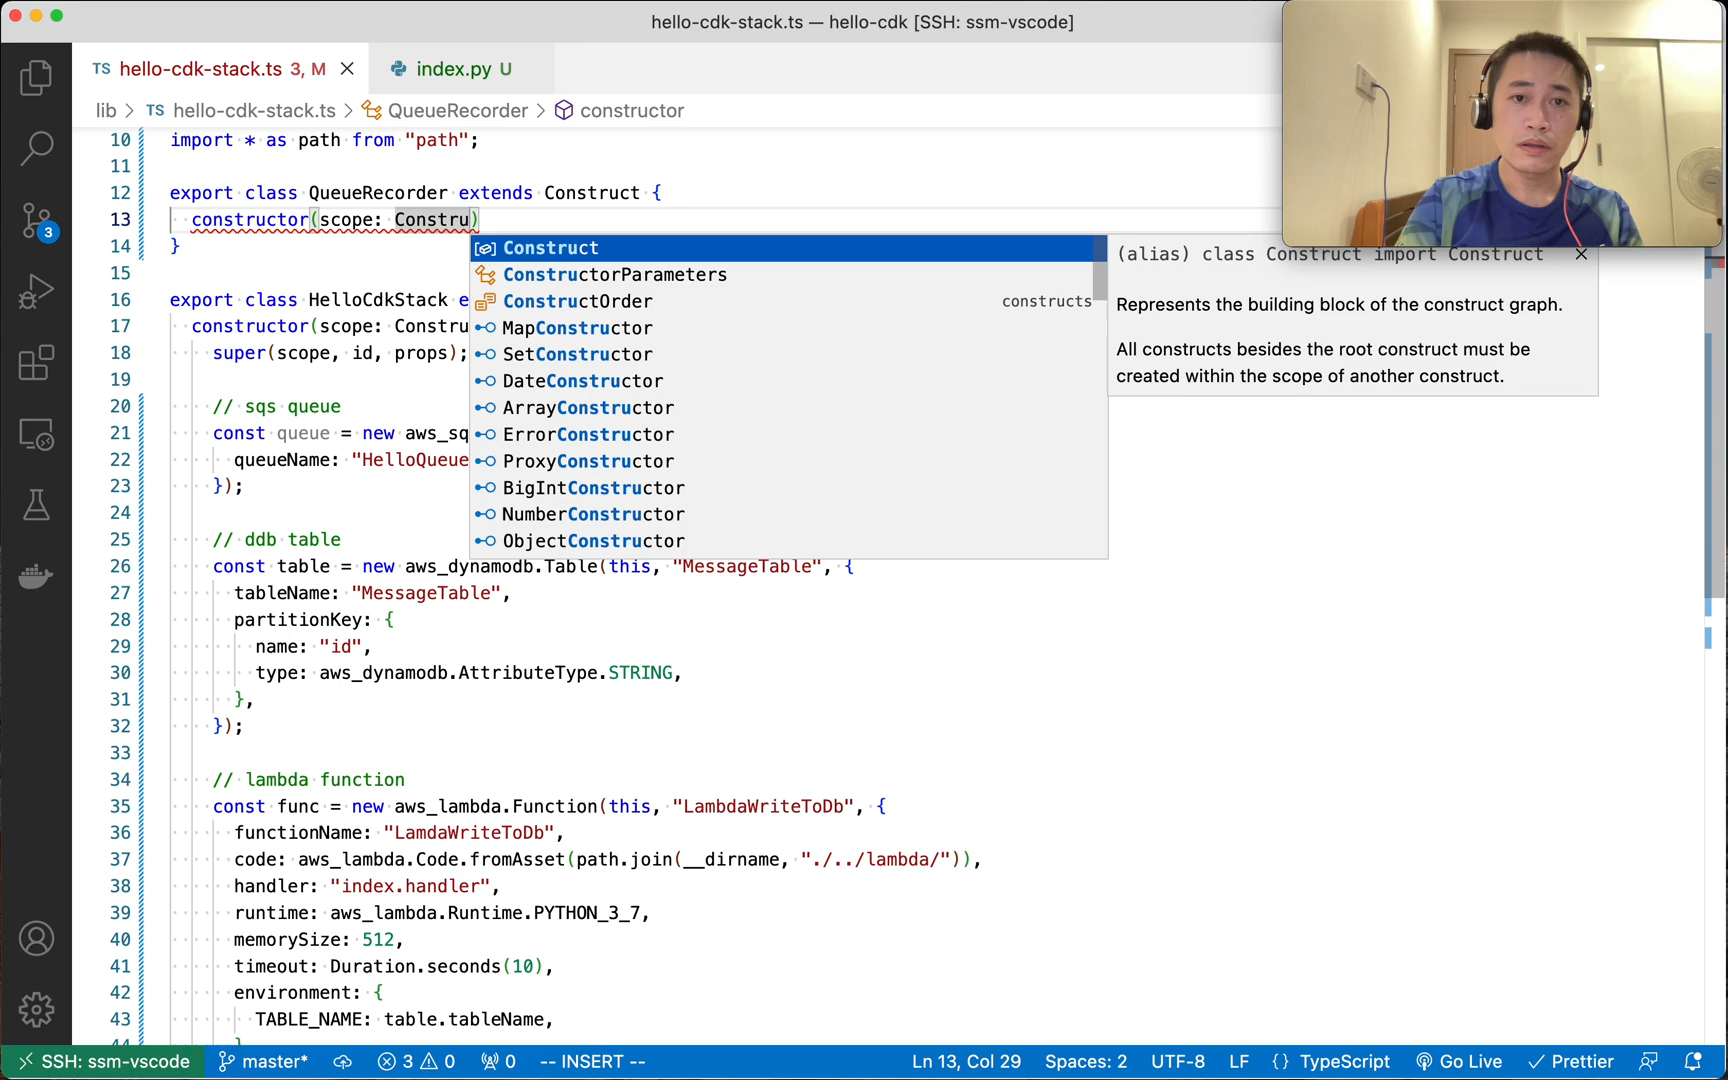 hello-cdk-stack.ts — hello-cdk [SSH: ssm-vscode]
TS hello-cdk-stack.ts 3, M
index.py U
lib > TS hello-cdk-stack.ts > QueueRecorder > constructor
10 import * as path from "path";
11
12 export class QueueRecorder extends Construct {
13 constructor(scope: Constru)
14 }
15
16 export class HelloCdkStack e
17 constructor(scope: Constru
18 super(scope, id, props);
19
20 // sqs queue
21 const queue = new aws_sq
22 queueName: "HelloQueue
23 });
24
25 // ddb table
26 const table = new aws_dynamodb.Table(this, "MessageTable", {
27 tableName: "MessageTable",
28 partitionKey: {
29 name: "id",
30 type: aws_dynamodb.AttributeType.STRING,
31 },
32 });
33
34 // lambda function
35 const func = new aws_lambda.Function(this, "LambdaWriteToDb", {
36 functionName: "LamdaWriteToDb",
37 code: aws_lambda.Code.fromAsset(path.join(__dirname, "./../lambda/")),
38 handler: "index.handler",
39 runtime: aws_lambda.Runtime.PYTHON_3_7,
40 memorySize: 512,
41 timeout: Duration.seconds(10),
42 environment: {
43 TABLE_NAME: table.tableName,
Construct
ConstructorParameters
ConstructOrder constructs
MapConstructor
SetConstructor
DateConstructor
ArrayConstructor
ErrorConstructor
ProxyConstructor
BigIntConstructor
NumberConstructor
ObjectConstructor
(alias) class Construct import Construct
Represents the building block of the construct graph.
All constructs besides the root construct must be
created within the scope of another construct.
3
SSH: ssm-vscode master* 3 0 0 -- INSERT -- Ln 13, Col 29 Spaces: 2 UTF-8 LF {} TypeScript Go Live Prettier